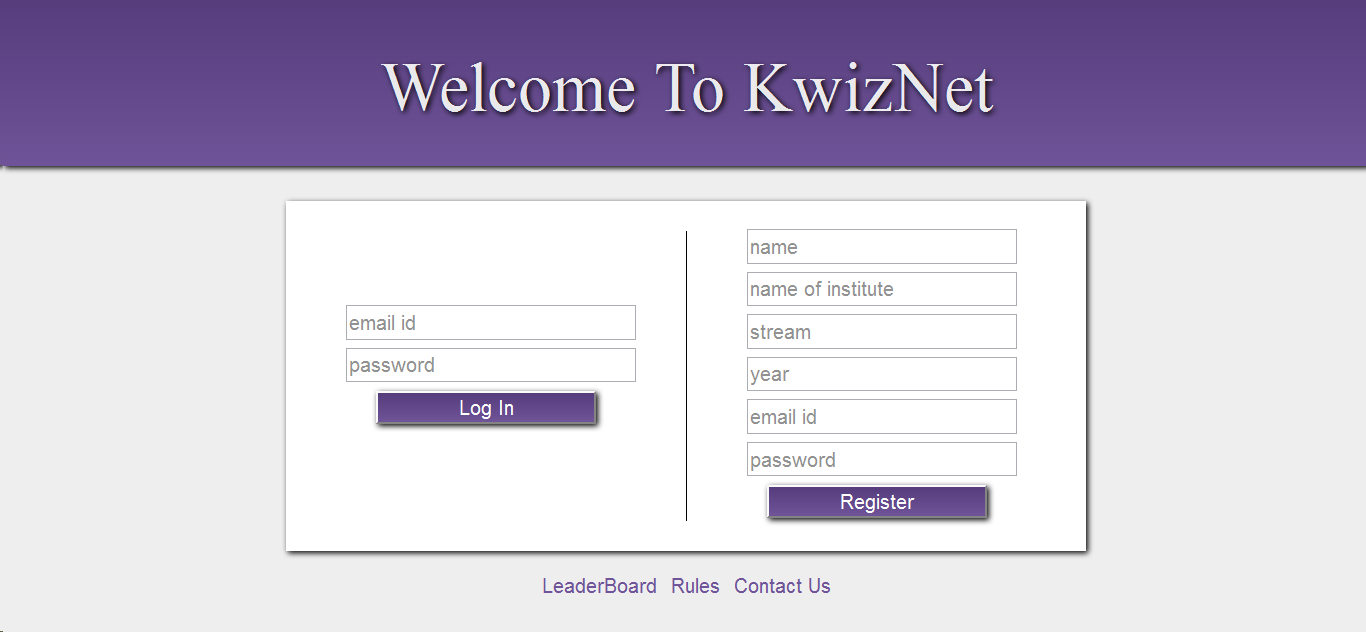 Welcome To KwizNet
email id
password
Log In
name
name of institute
stream
year
email id
password
Register
LeaderBoard Rules Contact Us